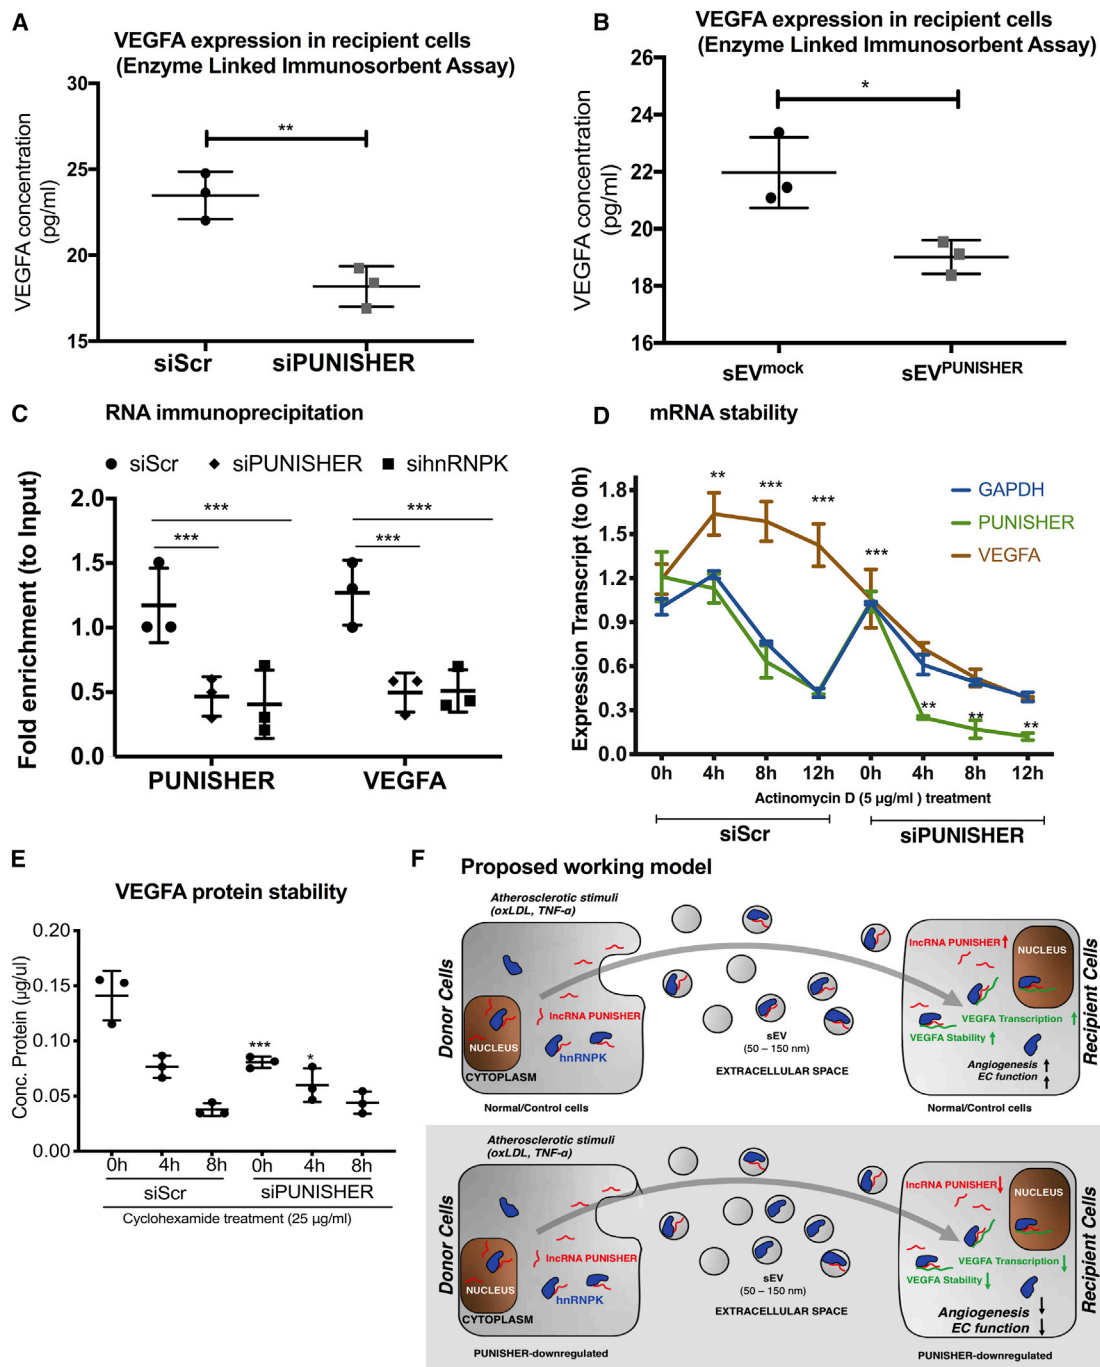 A
VEGFA expression in recipient cells
(Enzyme Linked Immunosorbent Assay)
30
25
20
15
VEGFA concentration
(pg/ml)
**
siScr
siPUNISHER
B
VEGFA expression in recipient cells
(Enzyme Linked Immunosorbent Assay)
26
24
22
20
18
16
VEGFA concentration
(pg/ml)
*
sEVmock
sEVPUNISHER
C
RNA immunoprecipitation
siScr
siPUNISHER
sihnRNPK
Fold enrichment (to Input)
2.0
1.5
1.0
0.5
0.0
***
***
***
***
PUNISHER
VEGFA
D
mRNA stability
Expression Transcript (to 0h)
1.8
1.5
1.2
0.9
0.6
0.3
0.0
**
***
***
***
**
**
**
GAPDH
PUNISHER
VEGFA
0h 4h 8h 12h 0h 4h 8h 12h
Actinomycin D (5 µg/ml ) treatment
siScr
siPUNISHER
E
VEGFA protein stability
Conc. Protein (µg/ul)
0.20
0.15
0.10
0.05
0.00
***
*
0h 4h 8h 0h 4h 8h
siScr
siPUNISHER
Cyclohexamide treatment (25 µg/ml)
F
Proposed working model
Atherosclerotic stimuli
(oxLDL, TNF-α)
Donor Cells
lncRNA PUNISHER
NUCLEUS
hnRNPK
CYTOPLASM
Normal/Control cells
sEV
(50 – 150 nm)
EXTRACELLULAR SPACE
lncRNA PUNISHER
NUCLEUS
VEGFA Transcription
VEGFA Stability
Angiogenesis
EC function
Normal/Control cells
Recipient Cells
Atherosclerotic stimuli
(oxLDL, TNF-α)
Donor Cells
lncRNA PUNISHER
NUCLEUS
hnRNPK
CYTOPLASM
PUNISHER-downregulated
sEV
(50 – 150 nm)
EXTRACELLULAR SPACE
lncRNA PUNISHER
NUCLEUS
VEGFA Transcription
VEGFA Stability
Angiogenesis
EC function
PUNISHER-downregulated
Recipient Cells